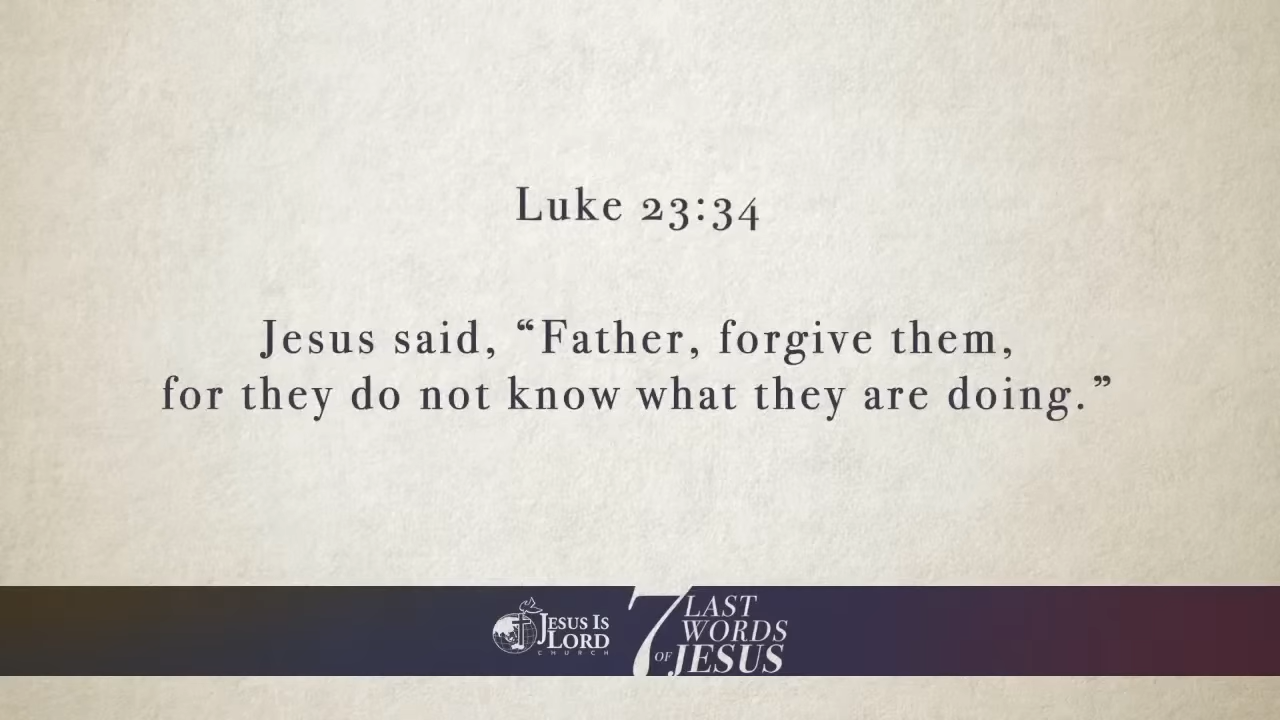 Luke 23:34
Jesus said, “Father, forgive them,
for they do not know what they are doing.”
JESUS IS
LORD
CHURCH
7 LAST
WORDS
OF JESUS